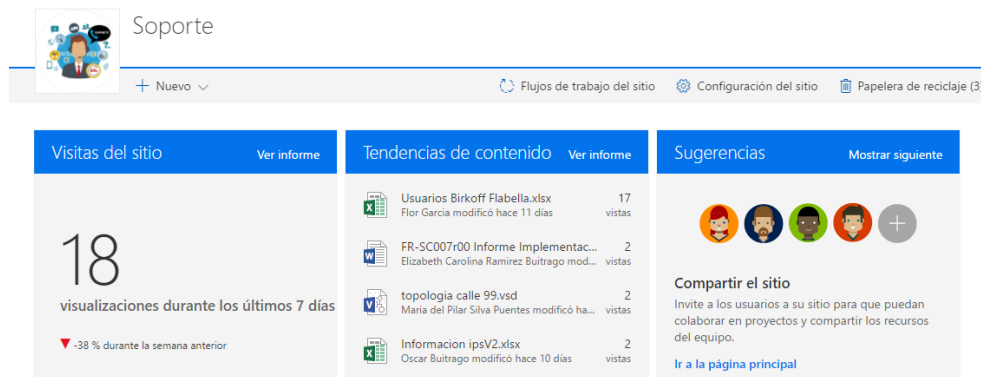 Soporte
Nuevo
Flujos de trabajo del sitio
Configuración del sitio
Papelera de reciclaje (3)
Visitas del sitio
Ver informe
18
visualizaciones durante los últimos 7 días
-38 % durante la semana anterior
Tendencias de contenido
Ver informe
Usuarios Birkoff Flabella.xlsx
17
Flor Garcia modificó hace 11 días
vistas
FR-SC007r00 Informe Implementac...
2
Elizabeth Carolina Ramirez Buitrago mod...
vistas
topologia calle 99.vsd
2
Maria del Pilar Silva Puentes modificó ha...
vistas
Informacion ipsV2.xlsx
2
Oscar Buitrago modificó hace 10 días
vistas
Sugerencias
Mostrar siguiente
Compartir el sitio
Invite a los usuarios a su sitio para que puedan
colaborar en proyectos y compartir los recursos
del equipo.
Ir a la página principal